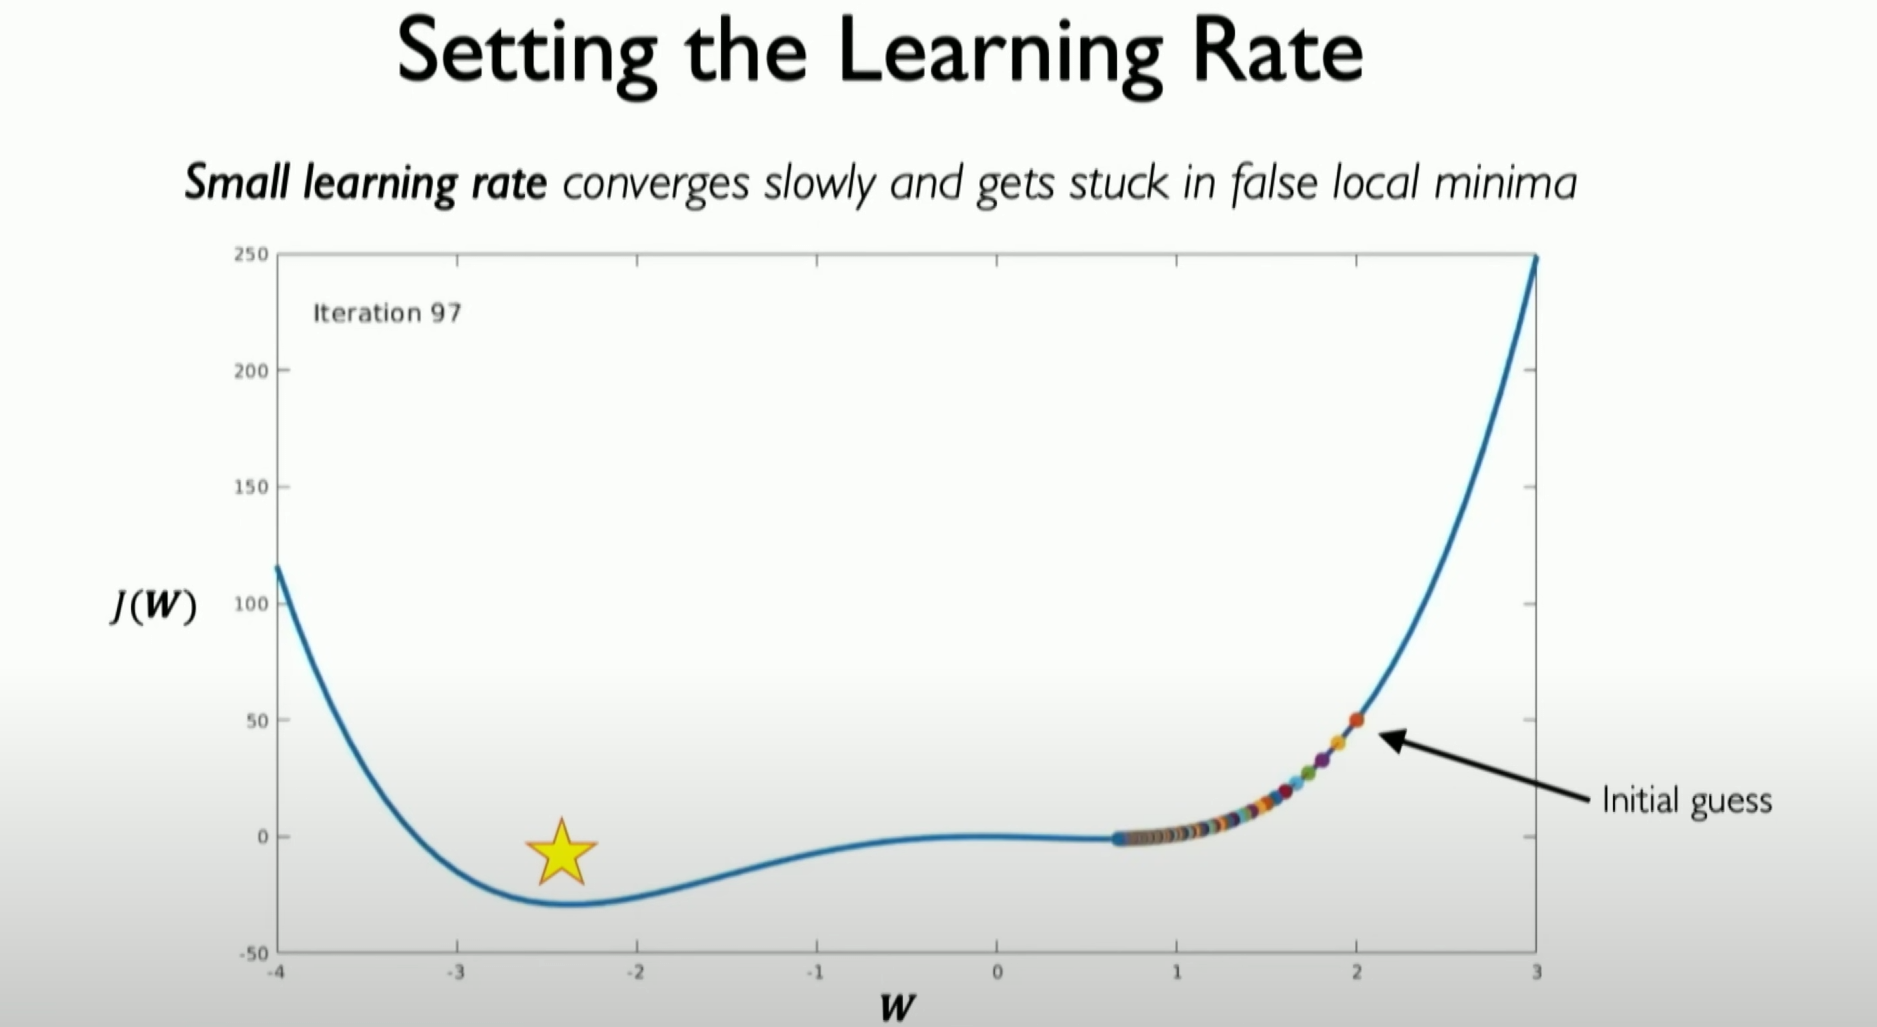 Setting the Learning Rate
Small learning rate converges slowly and gets stuck in false local minima
250
Iteration 97
200
150
J(W)
100
50
Initial guess
0
-50
-4 -3 -2 -1 0 1 2 3
W